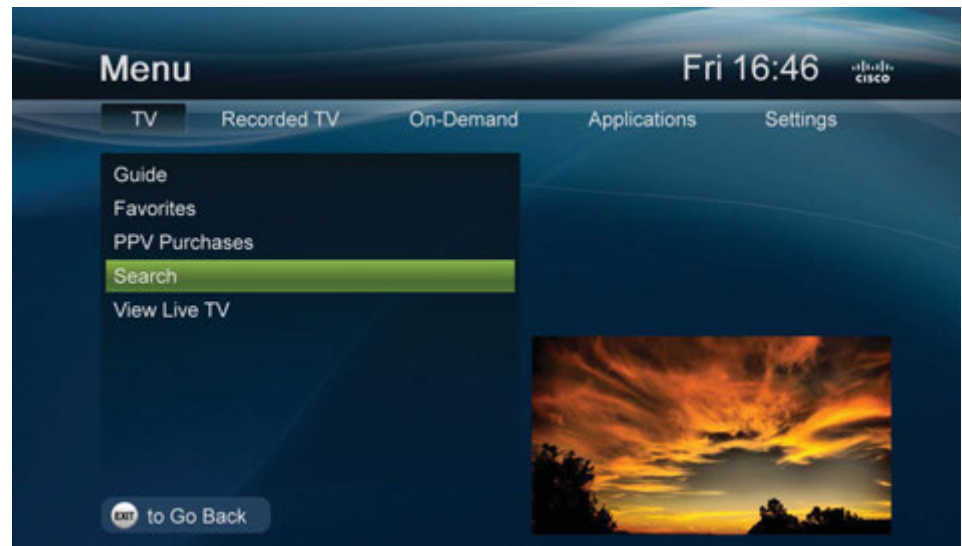 Menu
Fri 16:46
cisco
TV Recorded TV On-Demand Applications Settings
Guide
Favorites
PPV Purchases
Search
View Live TV
EXIT to Go Back